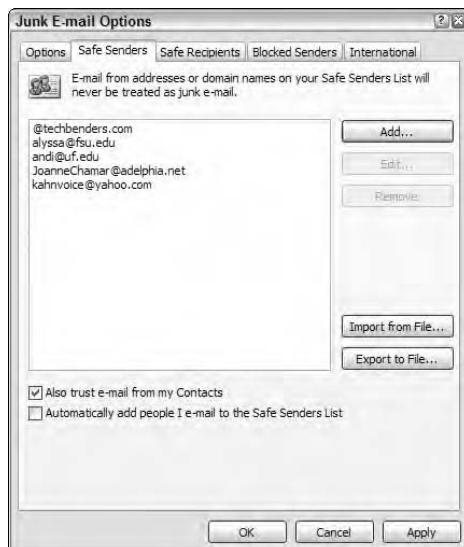 Junk E-mail Options
Options Safe Senders Safe Recipients Blocked Senders International
E-mail from addresses or domain names on your Safe Senders List will
never be treated as junk e-mail.
@techbenders.com
alyssa@fsu.edu
andi@uf.edu
JoanneChamar@adelphia.net
kahnvoice@yahoo.com
Add...
Edit...
Remove
Import from File...
Export to File...
Also trust e-mail from my Contacts
Automatically add people I e-mail to the Safe Senders List
OK Cancel Apply